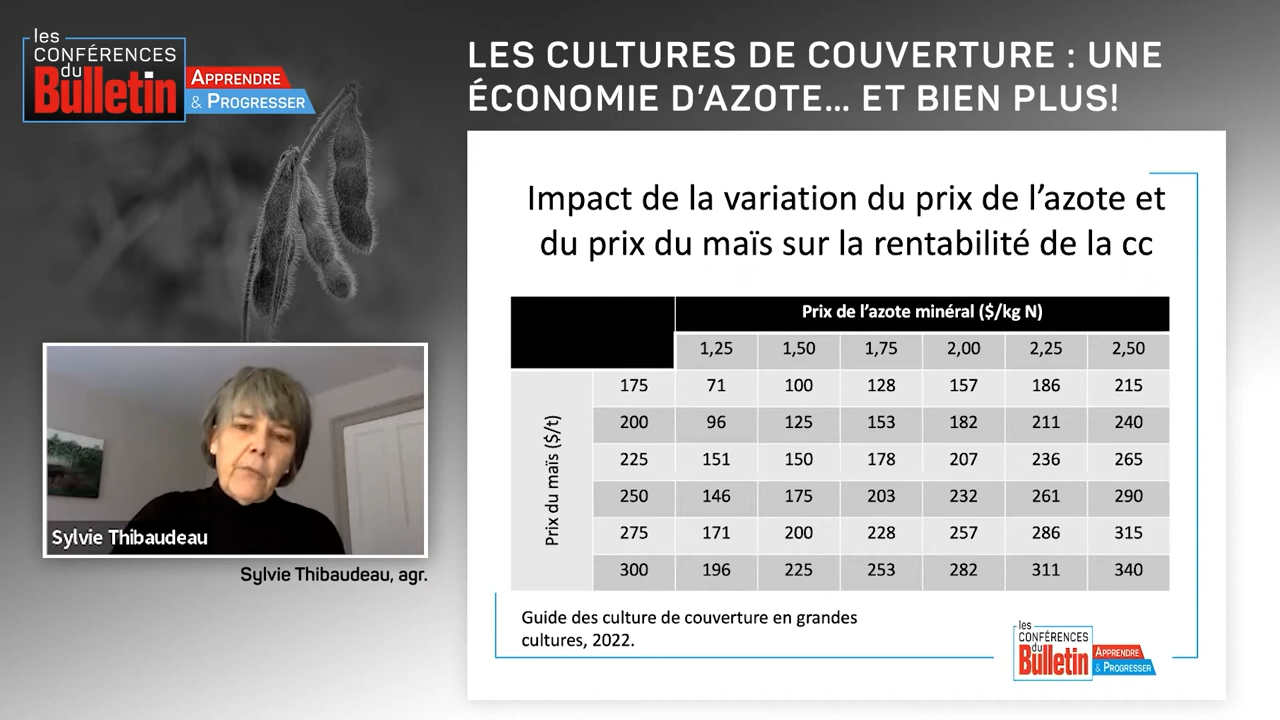 les
CONFÉRENCES
du
Bulletin
APPRENDRE
& PROGRESSER
LES CULTURES DE COUVERTURE : UNE
ÉCONOMIE D'AZOTE... ET BIEN PLUS!
Impact de la variation du prix de l'azote et
du prix du maïs sur la rentabilité de la cc
Prix de l'azote minéral ($/kg N)
1,25 1,50 1,75 2,00 2,25 2,50
Prix du maïs ($/t)
175 71 100 128 157 186 215
200 96 125 153 182 211 240
225 151 150 178 207 236 265
250 146 175 203 232 261 290
275 171 200 228 257 286 315
300 196 225 253 282 311 340
Guide des culture de couverture en grandes
cultures, 2022.
les
CONFÉRENCES
du
Bulletin
APPRENDRE
& PROGRESSER
Sylvie Thibaudeau
Sylvie Thibaudeau, agr.